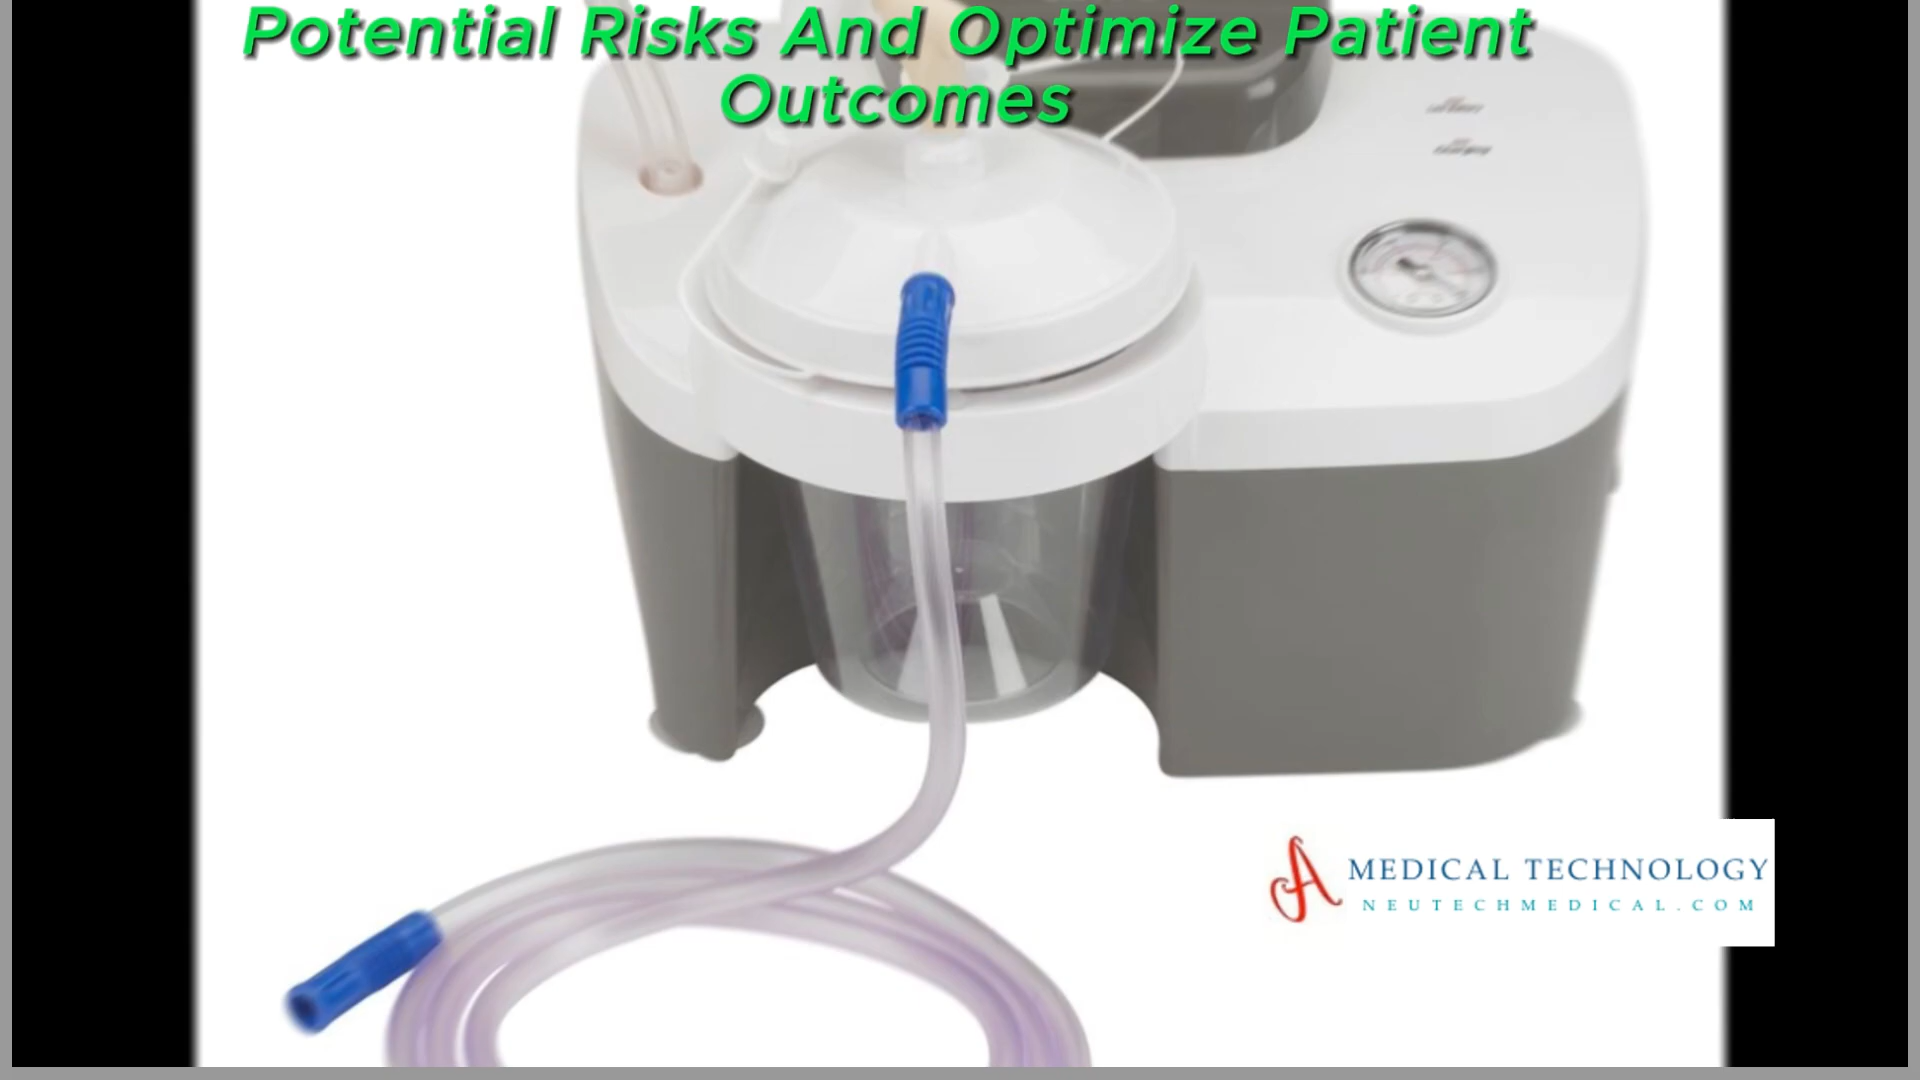 Potential Risks And Optimize Patient
Outcomes
A MEDICAL TECHNOLOGY
NEUTECHMEDICAL.COM